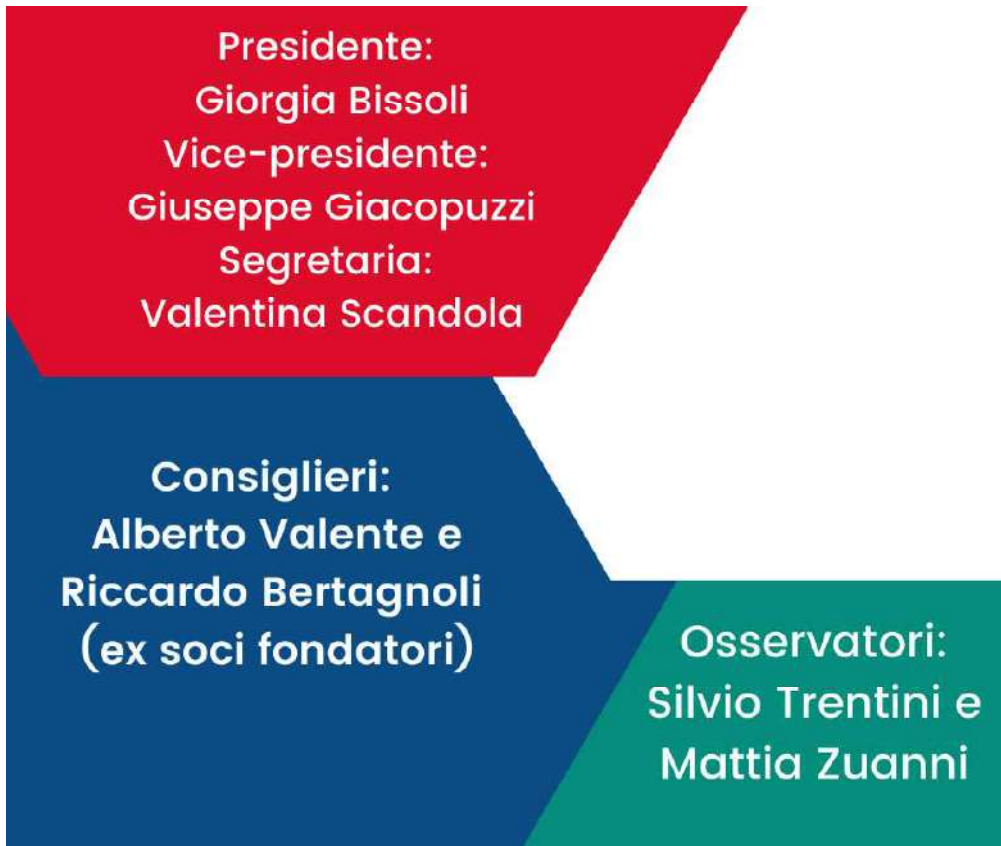 Presidente:
Giorgia Bissoli
Vice-presidente:
Giuseppe Giacopuzzi
Segretaria:
Valentina Scandola
Consiglieri:
Alberto Valente e
Riccardo Bertagnoli
(ex soci fondatori)
Osservatori:
Silvio Trentini e
Mattia Zuanni